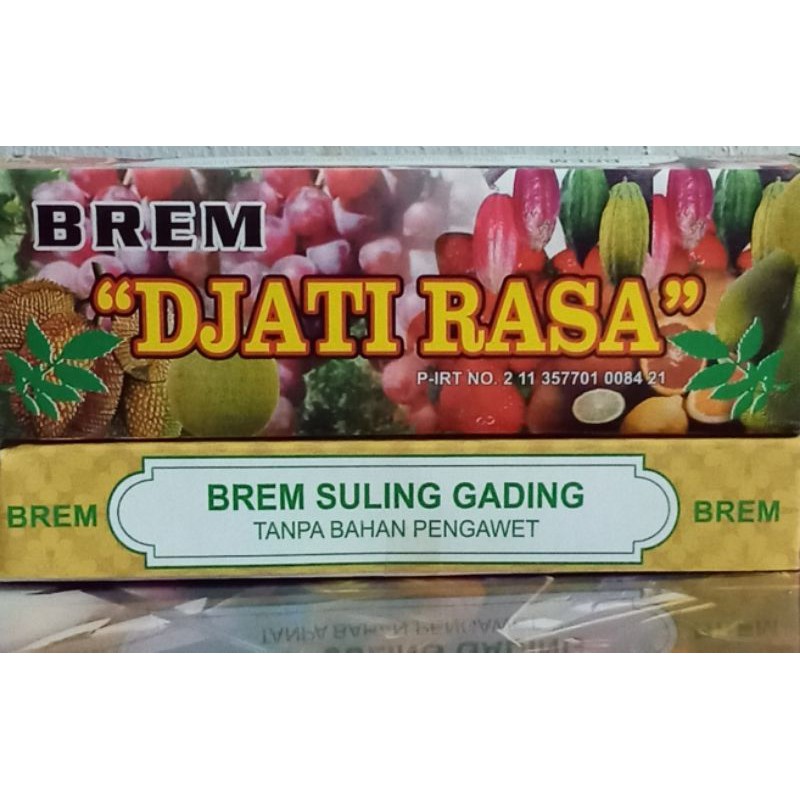 BREM
“DJATI RASA”
P-IRT NO. 2 11 357701 0084 21
BREM
BREM SULING GADING
TANPA BAHAN PENGAWET
BREM